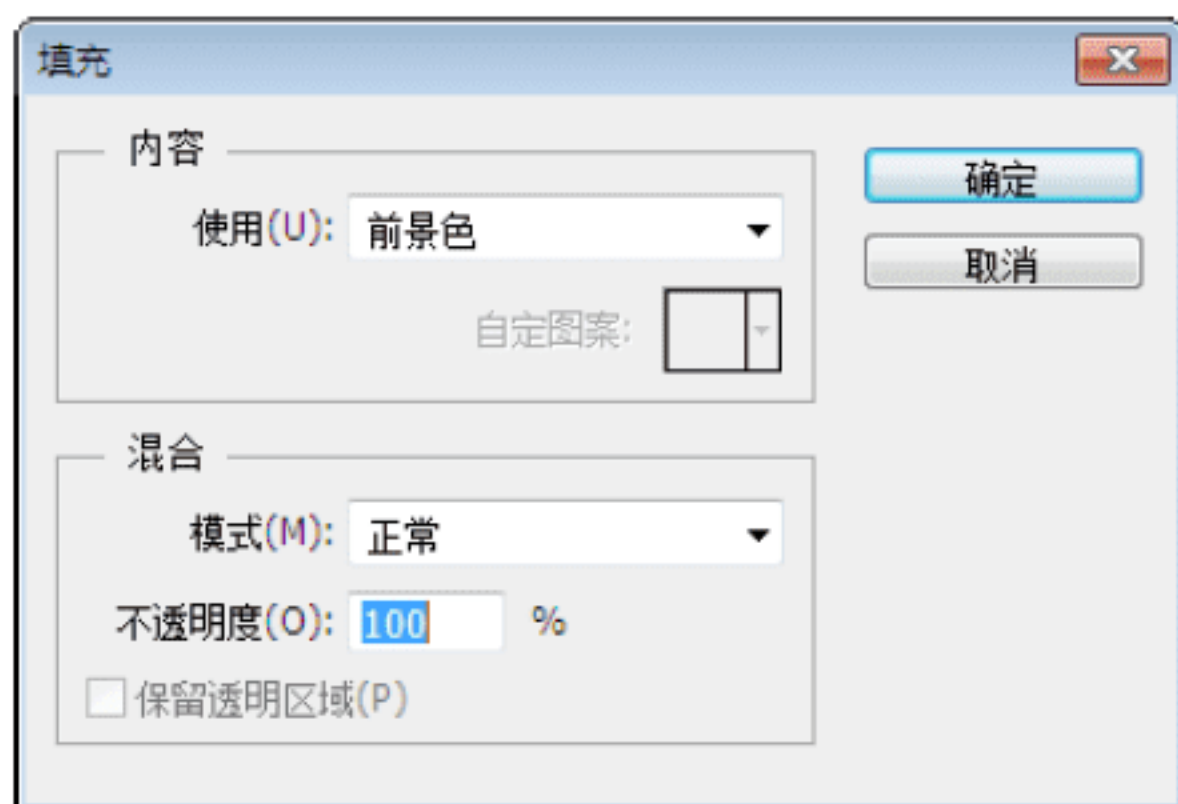 填充
内容
确定
使用(U): 前景色
取消
自定图案:
混合
模式(M): 正常
不透明度(O): 100 %
保留透明区域(P)